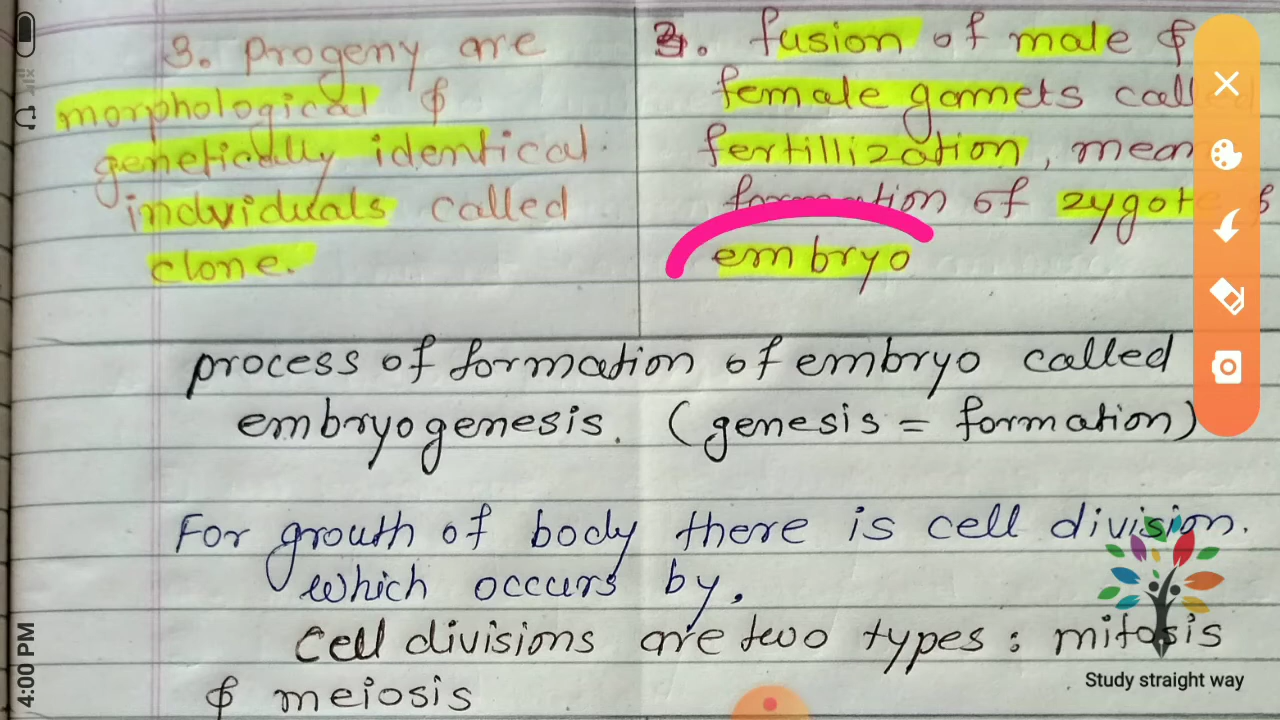 3. Progeny are
morphological &
genetically identical.
indviduals called
clone.
3. fusion of male &
female gamets called
fertillization, mean
formation of zygote &
embryo
process of formation of embryo called
embryogenesis. (genesis = formation)
For growth of body there is cell division.
which occurs by,
Cell divisions are two types : mitosis
& meiosis
Study straight way
4:00 PM